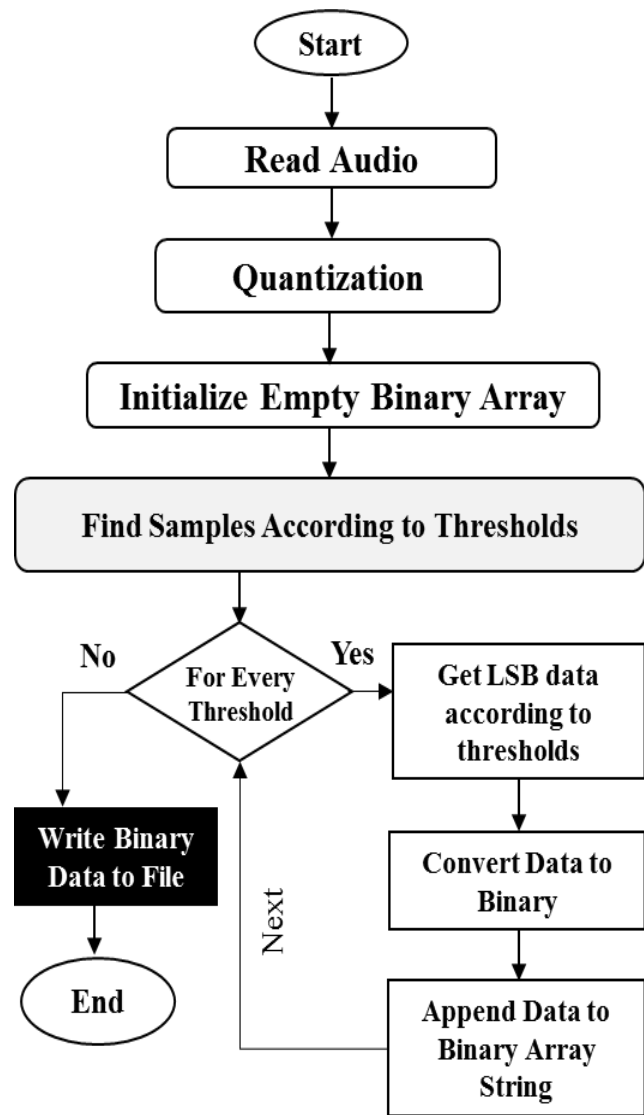 Start
Read Audio
Quantization
Initialize Empty Binary Array
Find Samples According to Thresholds
No
Yes
For Every
Threshold
Get LSB data
according to
thresholds
Convert Data to
Binary
Append Data to
Binary Array
String
Next
Write Binary
Data to File
End